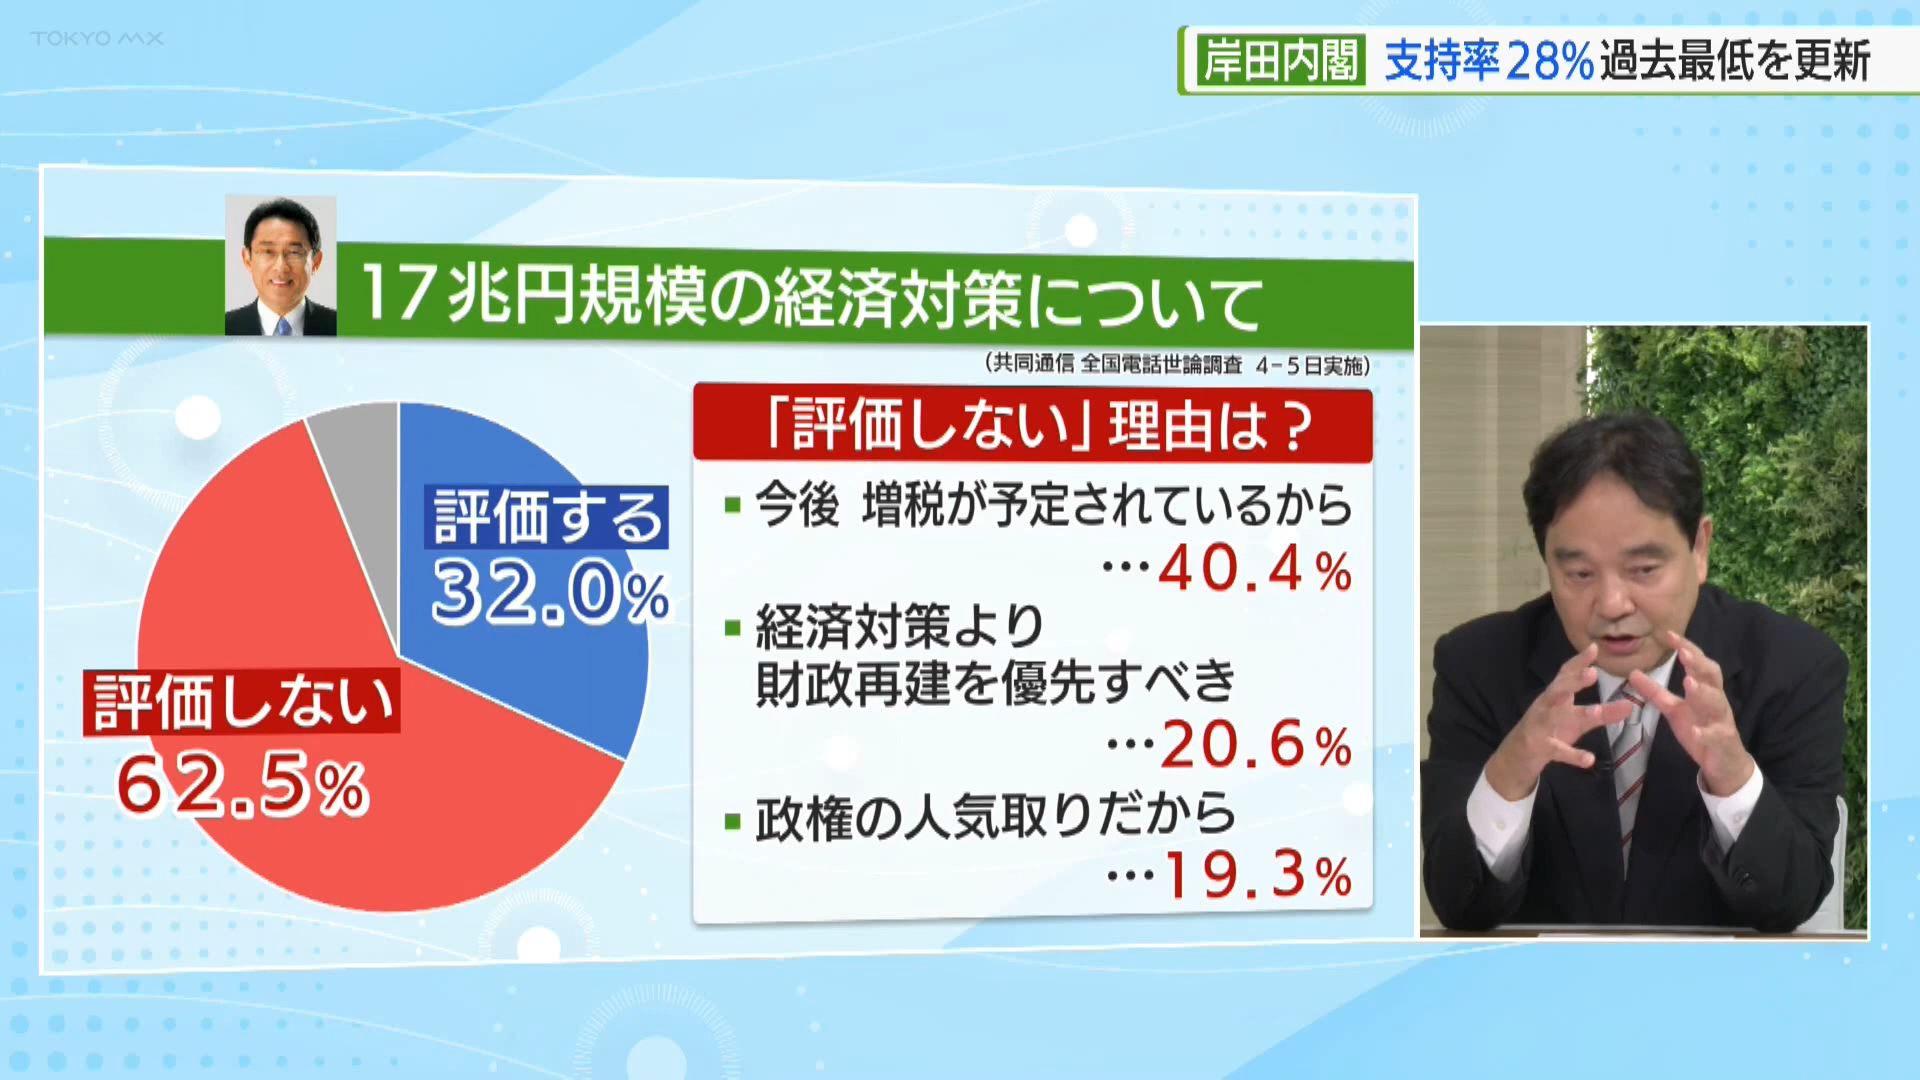 TOKYO MX
岸田内閣 支持率28%過去最低を更新
17兆円規模の経済対策について
(共同通信 全国電話世論調査 4-5日実施)
評価する
32.0%
評価しない
62.5%
「評価しない」理由は?
▪今後 増税が予定されているから
…40.4%
▪経済対策より
財政再建を優先すべき
…20.6%
▪政権の人気取りだから
…19.3%